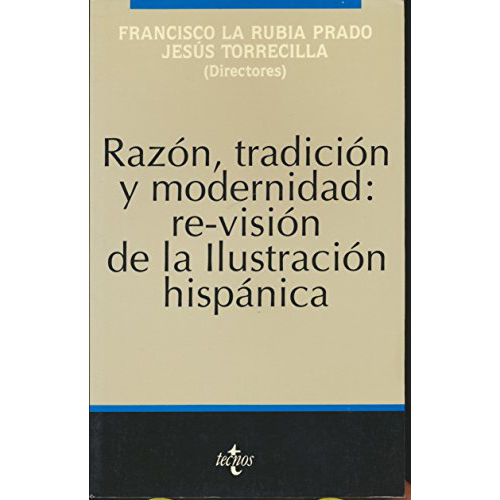 FRANCISCO LA RUBIA PRADO
JESÚS TORRECILLA
(Directores)
Razón, tradición
y modernidad:
re-visión
de la Ilustración
hispánica
tecnos